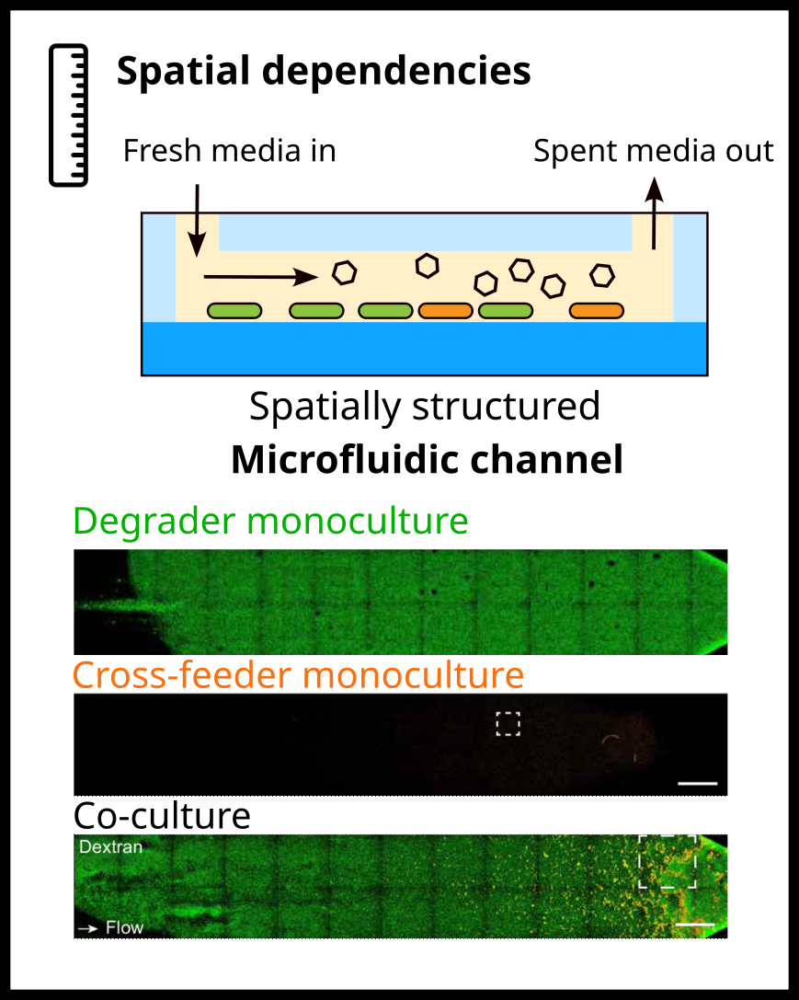 Spatial dependencies
Fresh media in
Spent media out
Spatially structured
Microfluidic channel
Degrader monoculture
Cross-feeder monoculture
Co-culture
Dextran
Flow